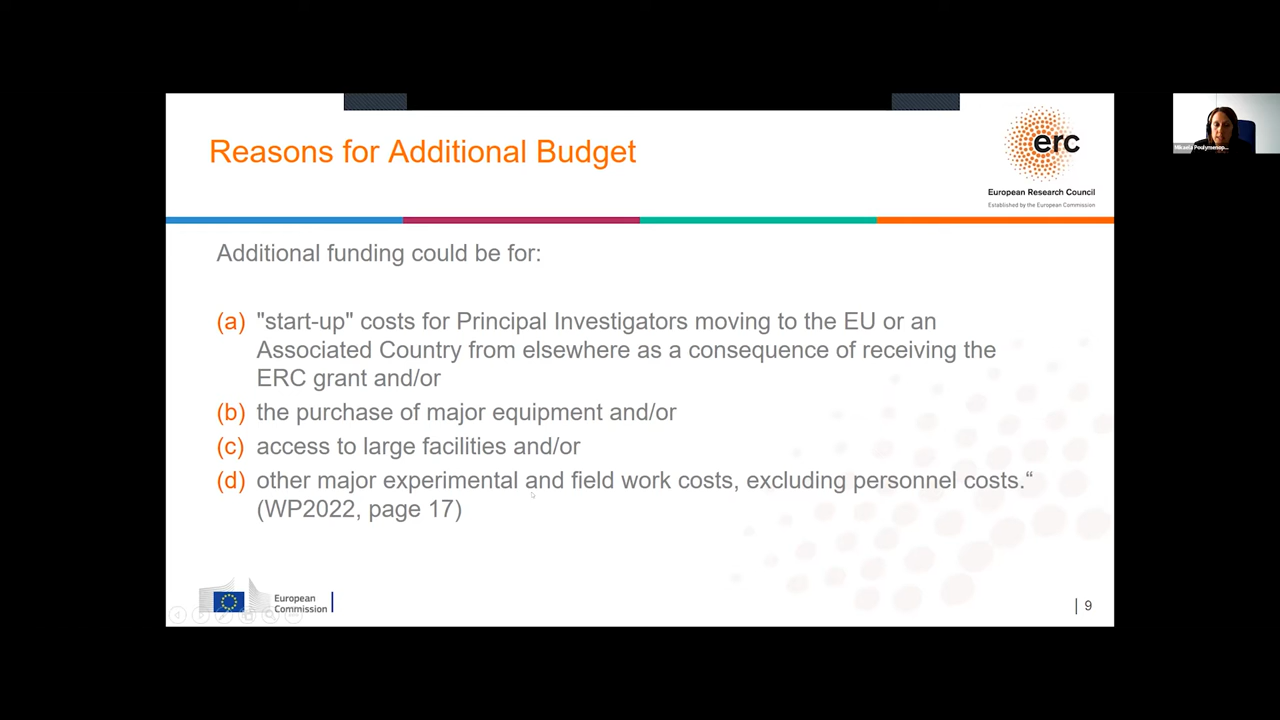 Reasons for Additional Budget
erc
European Research Council
Established by the European Commission
Additional funding could be for:
(a) "start-up" costs for Principal Investigators moving to the EU or an
Associated Country from elsewhere as a consequence of receiving the
ERC grant and/or
(b) the purchase of major equipment and/or
(c) access to large facilities and/or
(d) other major experimental and field work costs, excluding personnel costs.“
(WP2022, page 17)
European
Commission
9
Mikaela Poulymenop...